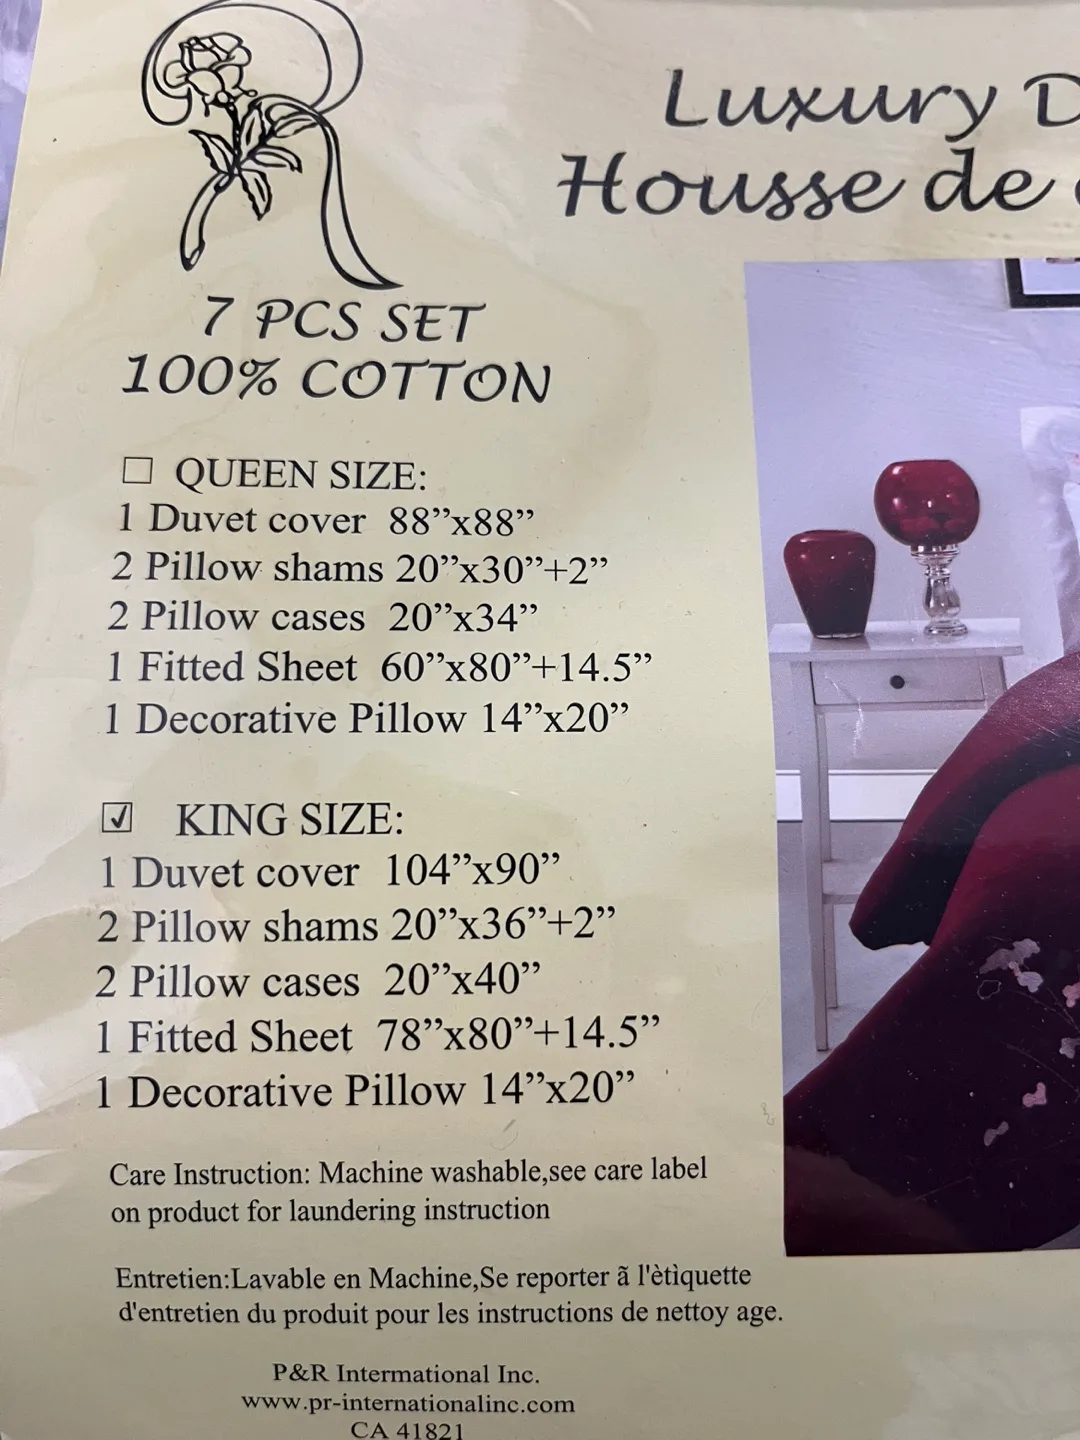 Luxury D
Housse de
7 PCS SET
100% COTTON
☐ QUEEN SIZE:
1 Duvet cover 88”x88”
2 Pillow shams 20”x30”+2”
2 Pillow cases 20”x34”
1 Fitted Sheet 60”x80”+14.5”
1 Decorative Pillow 14”x20”
☑ KING SIZE:
1 Duvet cover 104”x90”
2 Pillow shams 20”x36”+2”
2 Pillow cases 20”x40”
1 Fitted Sheet 78”x80”+14.5”
1 Decorative Pillow 14”x20”
Care Instruction: Machine washable,see care label
on product for laundering instruction
Entretien:Lavable en Machine,Se reporter ã l'ètìquette
d'entretien du produit pour les instructions de nettoy age.
P&R Intermational Inc.
www.pr-internationalinc.com
CA 41821